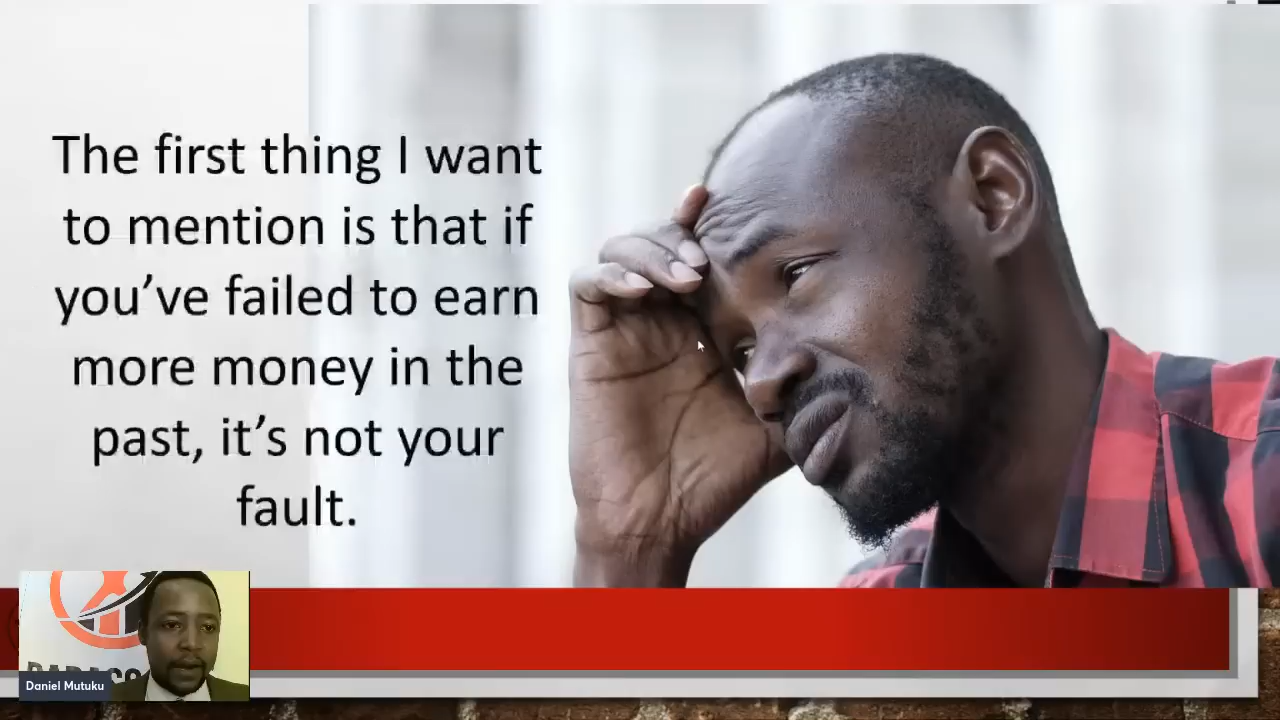 The first thing I want
to mention is that if
you've failed to earn
more money in the
past, it's not your
fault.
Daniel Mutuku